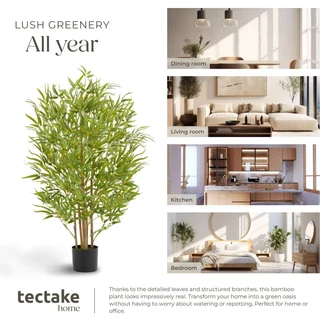 LUSH GREENERY
All year
Dining room
Living room
Kitchen
Bedroom
tectake
home
Thanks to the detailed leaves and structured branches, this bamboo
plant looks impressively real. Transform your home into a green oasis
without having to worry about watering or repotting. Perfect for home or
office.